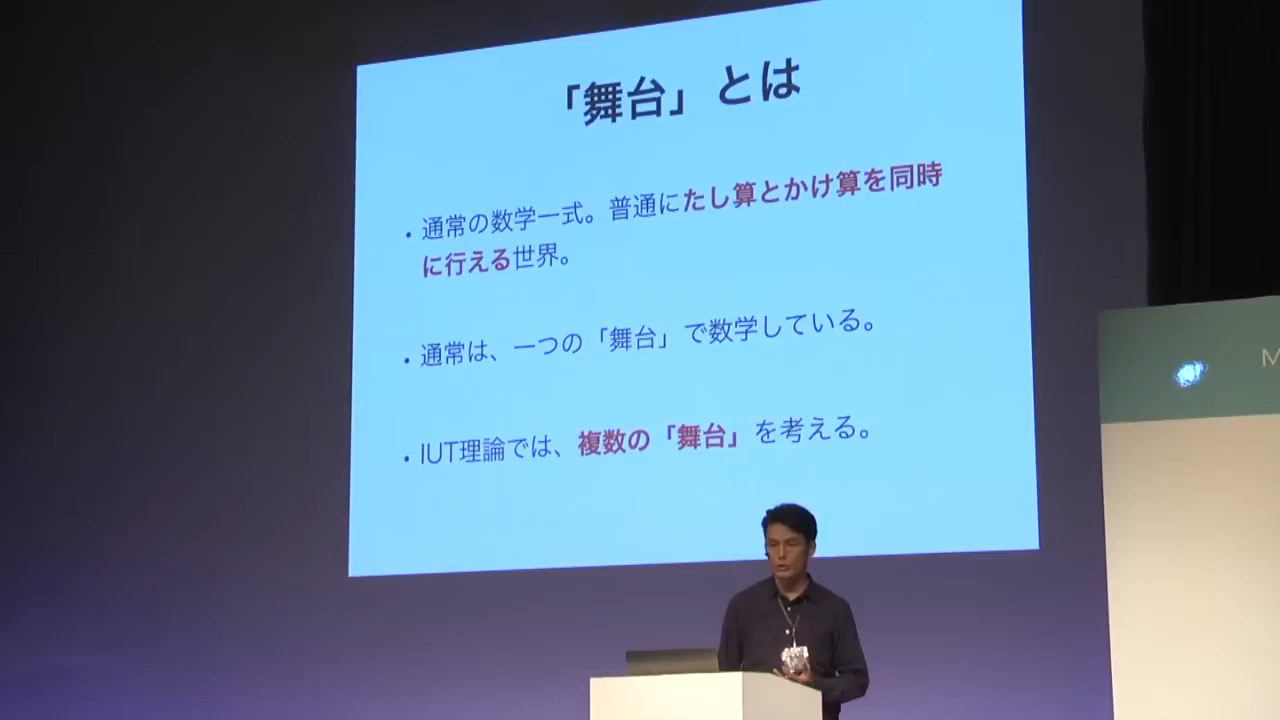 「舞台」とは
・通常の数学一式。普通にたし算とかけ算を同時
に行える世界。
・通常は、一つの「舞台」で数学している。
・IUT理論では、複数の「舞台」を考える。
M